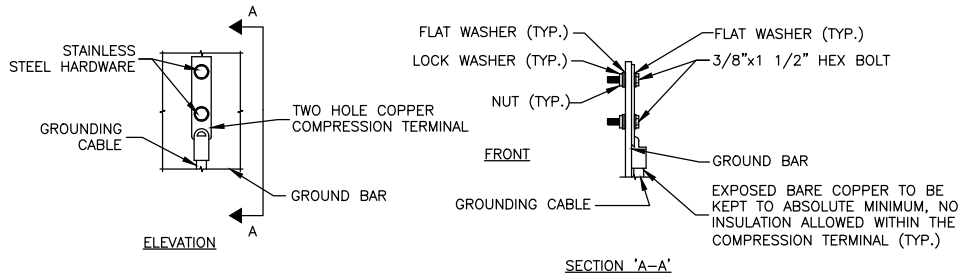 A
STAINLESS
STEEL HARDWARE
TWO HOLE COPPER
COMPRESSION TERMINAL
GROUNDING
CABLE
GROUND BAR
A
ELEVATION
FLAT WASHER (TYP.)
LOCK WASHER (TYP.)
NUT (TYP.)
FLAT WASHER (TYP.)
3/8"x1 1/2" HEX BOLT
FRONT
GROUND BAR
GROUNDING CABLE
EXPOSED BARE COPPER TO BE
KEPT TO ABSOLUTE MINIMUM, NO
INSULATION ALLOWED WITHIN THE
COMPRESSION TERMINAL (TYP.)
SECTION 'A-A'